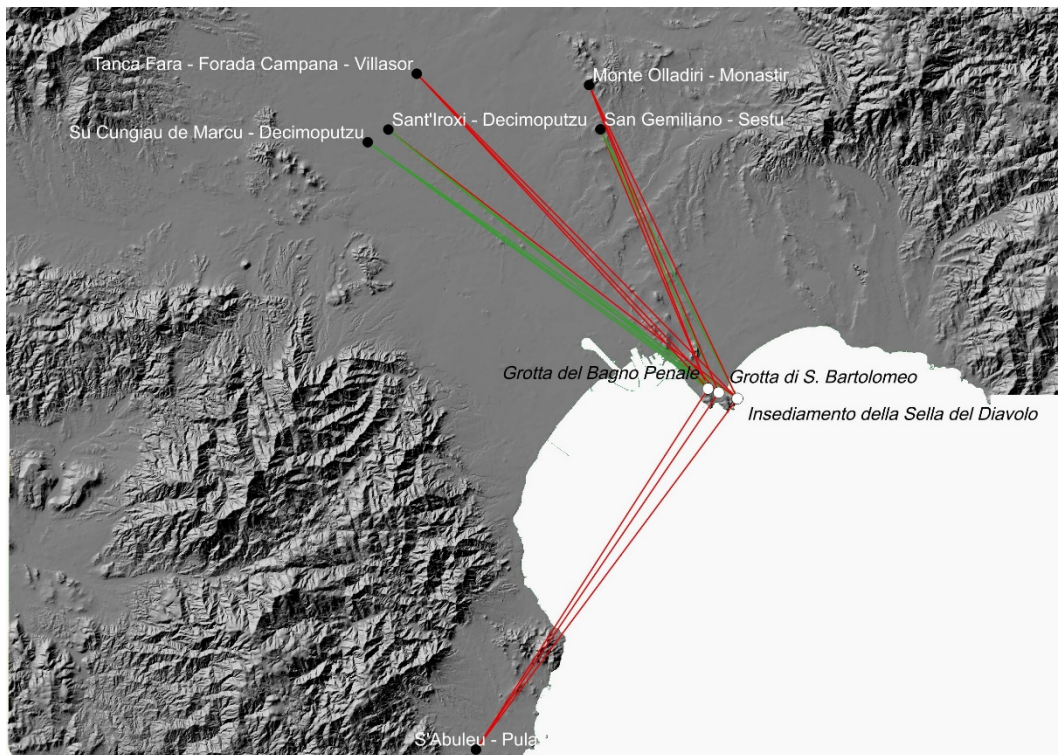 Tanca Fara - Forada Campana - Villasor
Monte Olladiri - Monastir
Sant'Iroxi - Decimoputzu
San Gemiliano - Sestu
Su Cungiau de Marcu - Decimoputzu
Grotta del Bagno Penale
Grotta di S. Bartolomeo
Insediamento della Sella del Diavolo
S'Abuleu - Pula